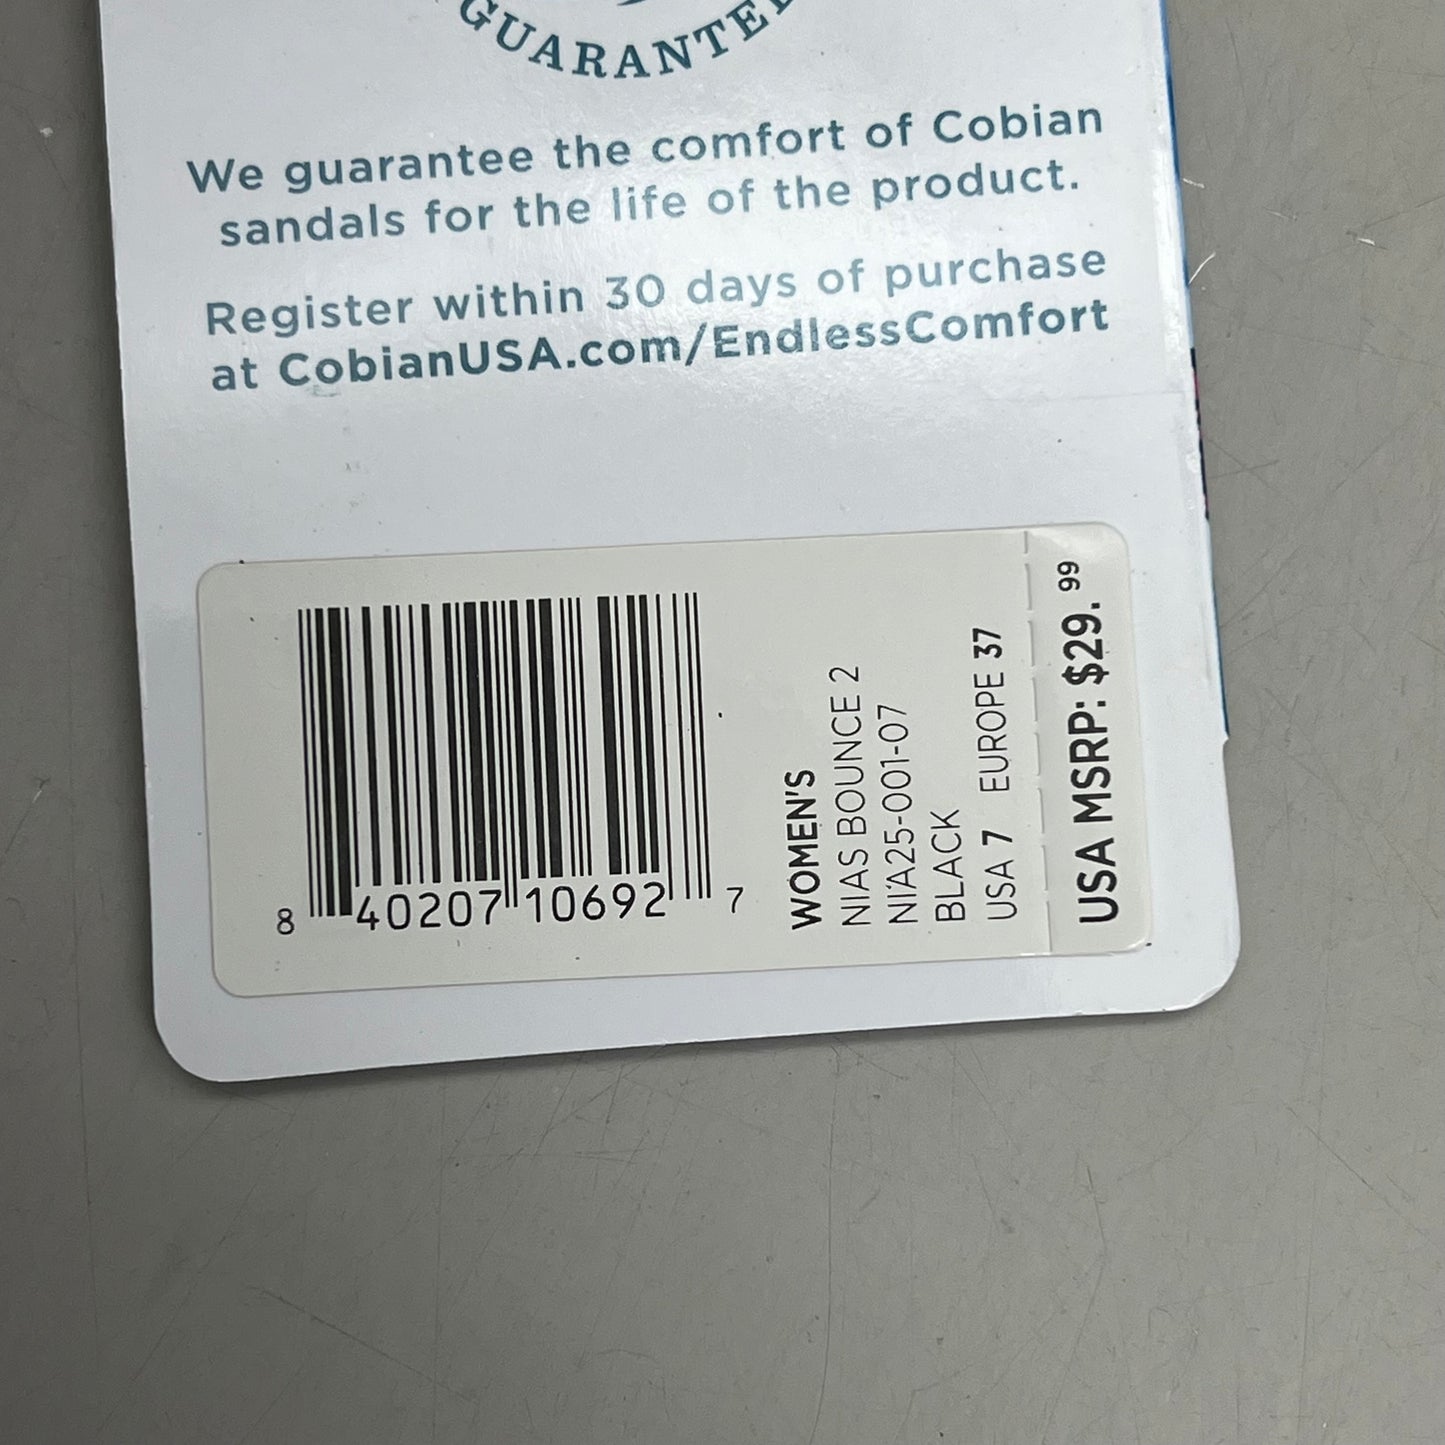 GUARANTEE
We guarantee the comfort of Cobian
sandals for the life of the product.
Register within 30 days of purchase
at CobianUSA.com/EndlessComfort
8 40207 10692 7
WOMEN'S
NIAS BOUNCE 2
NIA25-001-07
BLACK
USA 7 EUROPE 37
USA MSRP: $29.99